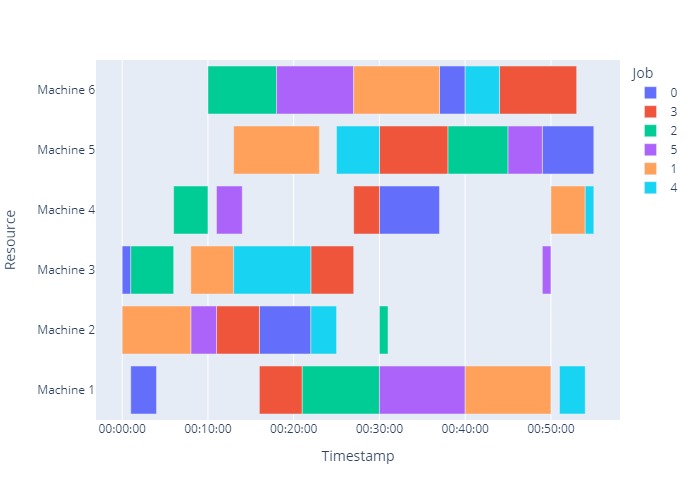 Job
0
3
2
5
1
4
Resource
Machine 6
Machine 5
Machine 4
Machine 3
Machine 2
Machine 1
00:00:00 00:10:00 00:20:00 00:30:00 00:40:00 00:50:00
Timestamp